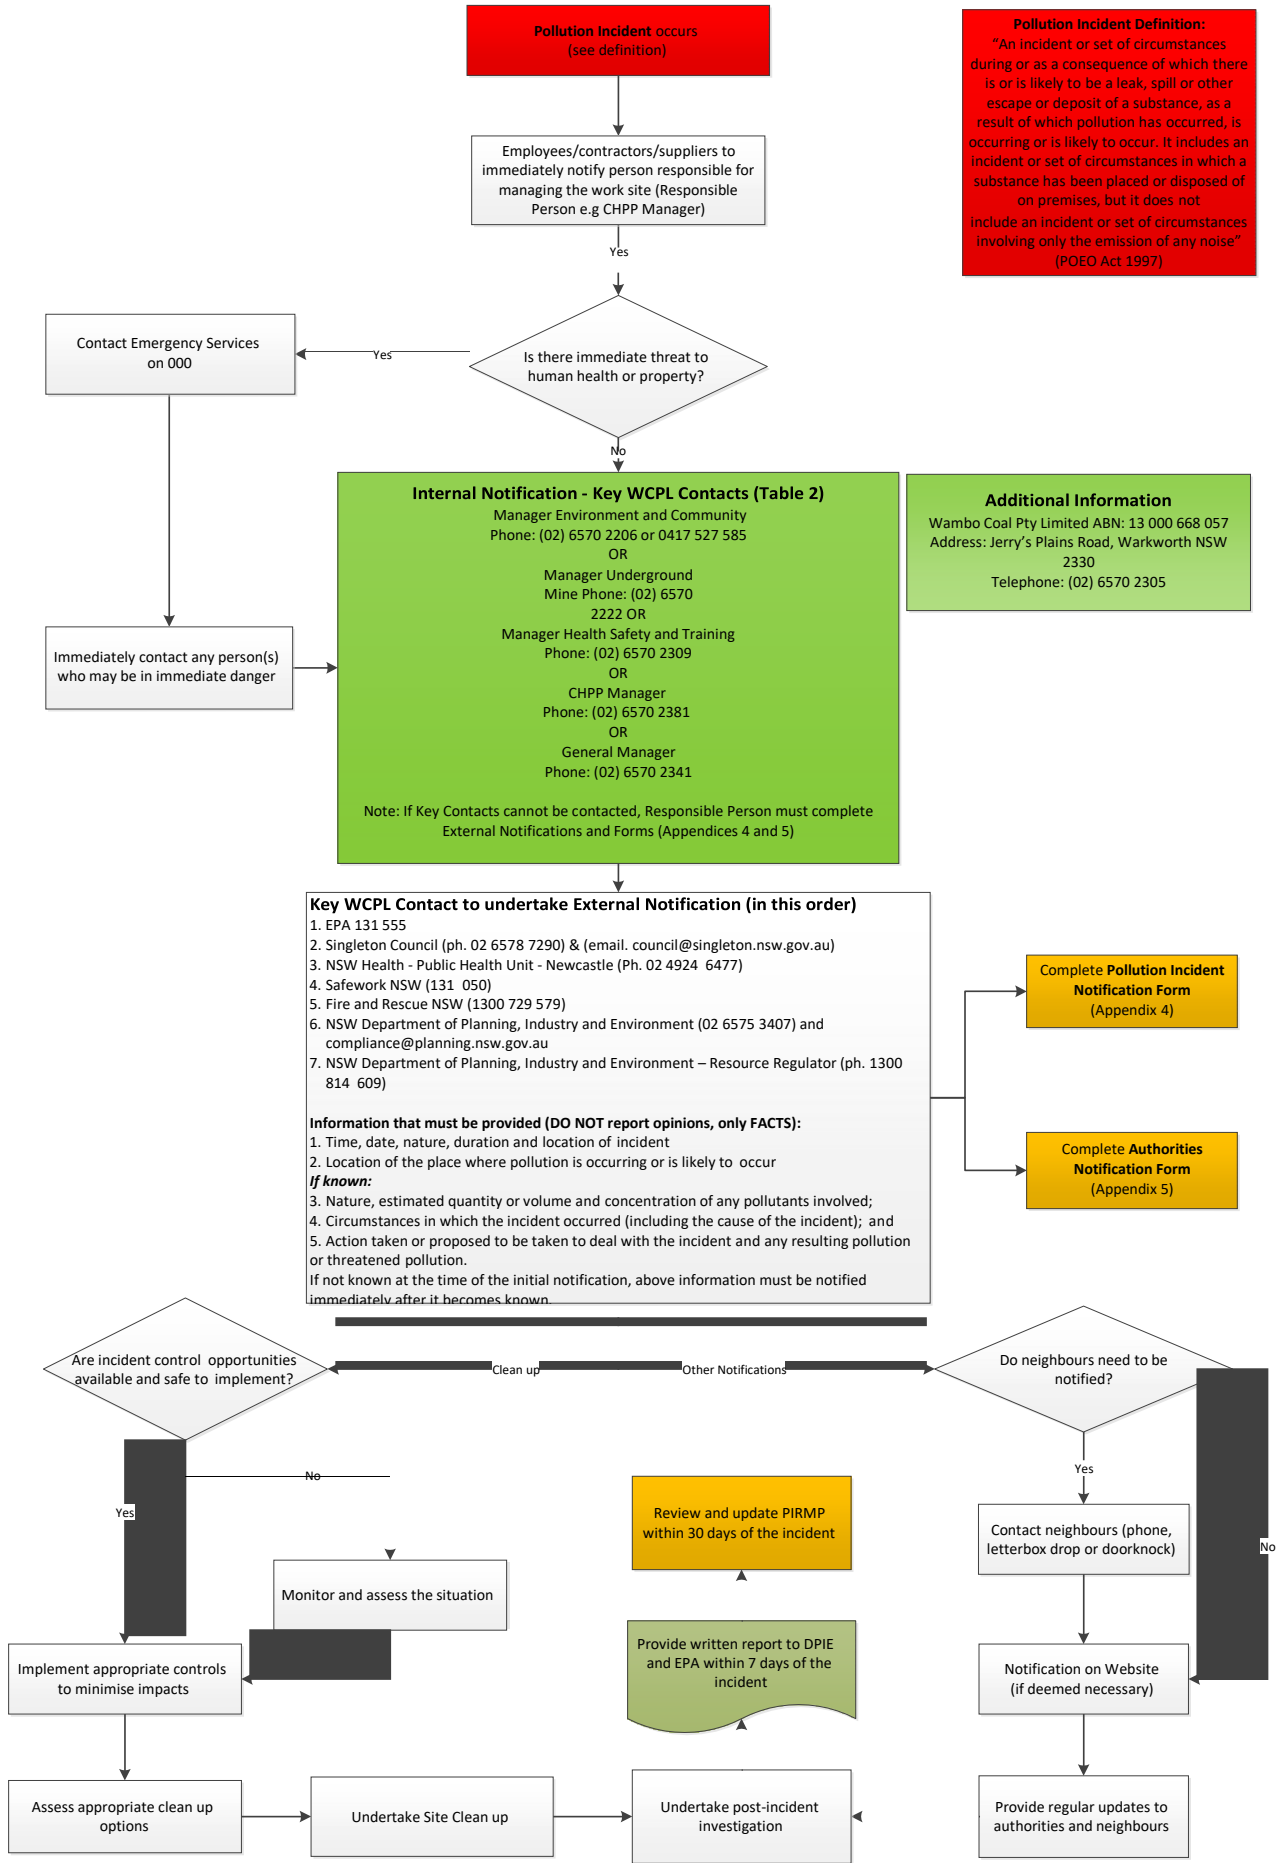 Pollution Incident occurs
(see definition)
Pollution Incident Definition:
“An incident or set of circumstances
during or as a consequence of which there
is or is likely to be a leak, spill or other
escape or deposit of a substance, as a
result of which pollution has occurred, is
occurring or is likely to occur. It includes an
incident or set of circumstances in which a
substance has been placed or disposed of
on premises, but it does not
include an incident or set of circumstances
involving only the emission of any noise”
(POEO Act 1997)
Employees/contractors/suppliers to
immediately notify person responsible for
managing the work site (Responsible
Person e.g CHPP Manager)
Yes
Is there immediate threat to
human health or property?
Yes
Contact Emergency Services
on 000
No
Immediately contact any person(s)
who may be in immediate danger
Internal Notification - Key WCPL Contacts (Table 2)
Manager Environment and Community
Phone: (02) 6570 2206 or 0417 527 585
OR
Manager Underground
Mine Phone: (02) 6570
2222 OR
Manager Health Safety and Training
Phone: (02) 6570 2309
OR
CHPP Manager
Phone: (02) 6570 2381
OR
General Manager
Phone: (02) 6570 2341
Note: If Key Contacts cannot be contacted, Responsible Person must complete
External Notifications and Forms (Appendices 4 and 5)
Additional Information
Wambo Coal Pty Limited ABN: 13 000 668 057
Address: Jerry’s Plains Road, Warkworth NSW
2330
Telephone: (02) 6570 2305
Key WCPL Contact to undertake External Notification (in this order)
1. EPA 131 555
2. Singleton Council (ph. 02 6578 7290) & (email. council@singleton.nsw.gov.au)
3. NSW Health - Public Health Unit - Newcastle (Ph. 02 4924 6477)
4. Safework NSW (131 050)
5. Fire and Rescue NSW (1300 729 579)
6. NSW Department of Planning, Industry and Environment (02 6575 3407) and
compliance@planning.nsw.gov.au
7. NSW Department of Planning, Industry and Environment – Resource Regulator (ph. 1300
814 609)
Information that must be provided (DO NOT report opinions, only FACTS):
1. Time, date, nature, duration and location of incident
2. Location of the place where pollution is occurring or is likely to occur
If known:
3. Nature, estimated quantity or volume and concentration of any pollutants involved;
4. Circumstances in which the incident occurred (including the cause of the incident); and
5. Action taken or proposed to be taken to deal with the incident and any resulting pollution
or threatened pollution.
If not known at the time of the initial notification, above information must be notified
immediately after it becomes known.
Complete Pollution Incident
Notification Form
(Appendix 4)
Complete Authorities
Notification Form
(Appendix 5)
Are incident control opportunities
available and safe to implement?
Clean up
Other Notifications
Do neighbours need to be
notified?
No
Yes
Monitor and assess the situation
Implement appropriate controls
to minimise impacts
Assess appropriate clean up
options
Undertake Site Clean up
Undertake post-incident
investigation
Provide written report to DPIE
and EPA within 7 days of the
incident
Review and update PIRMP
within 30 days of the incident
Yes
No
Contact neighbours (phone,
letterbox drop or doorknock)
Notification on Website
(if deemed necessary)
Provide regular updates to
authorities and neighbours